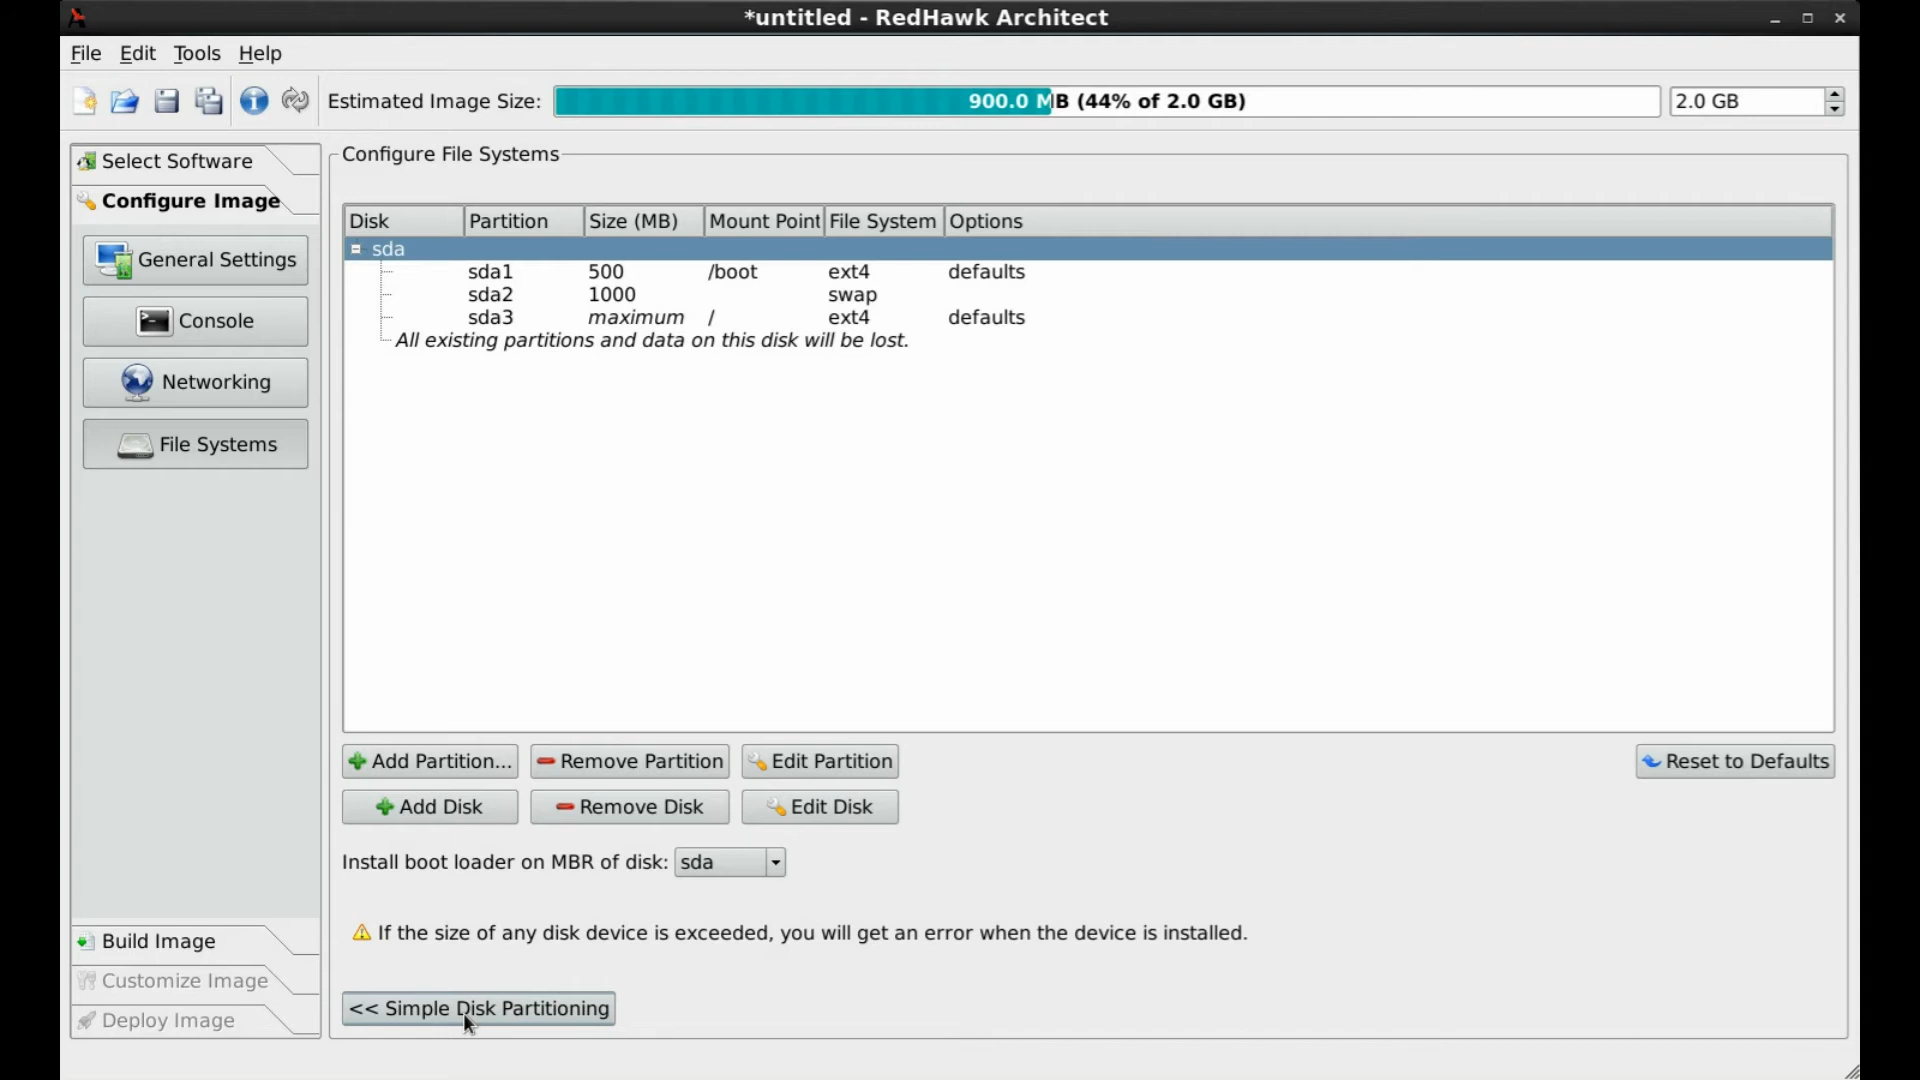 *untitled - RedHawk Architect
File Edit Tools Help
Estimated Image Size: 900.0 MB (44% of 2.0 GB) 2.0 GB
Select Software
Configure Image
General Settings
Console
Networking
File Systems
Build Image
Customize Image
Deploy Image
Configure File Systems
Disk Partition Size (MB) Mount Point File System Options
sda
sda1 500 /boot ext4 defaults
sda2 1000 swap
sda3 maximum / ext4 defaults
All existing partitions and data on this disk will be lost.
Add Partition... Remove Partition Edit Partition Reset to Defaults
Add Disk Remove Disk Edit Disk
Install boot loader on MBR of disk: sda
If the size of any disk device is exceeded, you will get an error when the device is installed.
<< Simple Disk Partitioning